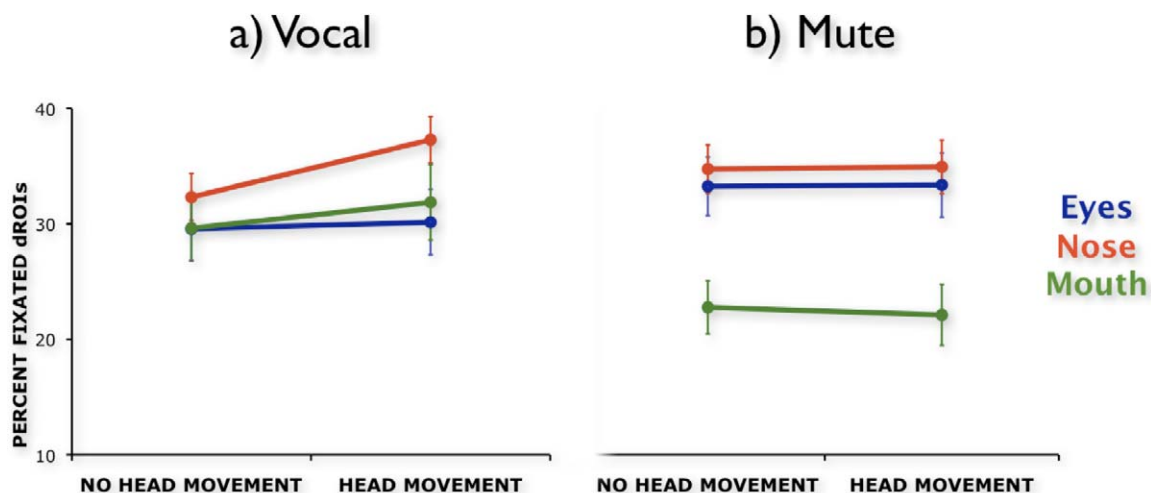 a) Vocal
b) Mute
PERCENT FIXATED dROIs
40
30
20
10
NO HEAD MOVEMENT
HEAD MOVEMENT
NO HEAD MOVEMENT
HEAD MOVEMENT
Eyes
Nose
Mouth